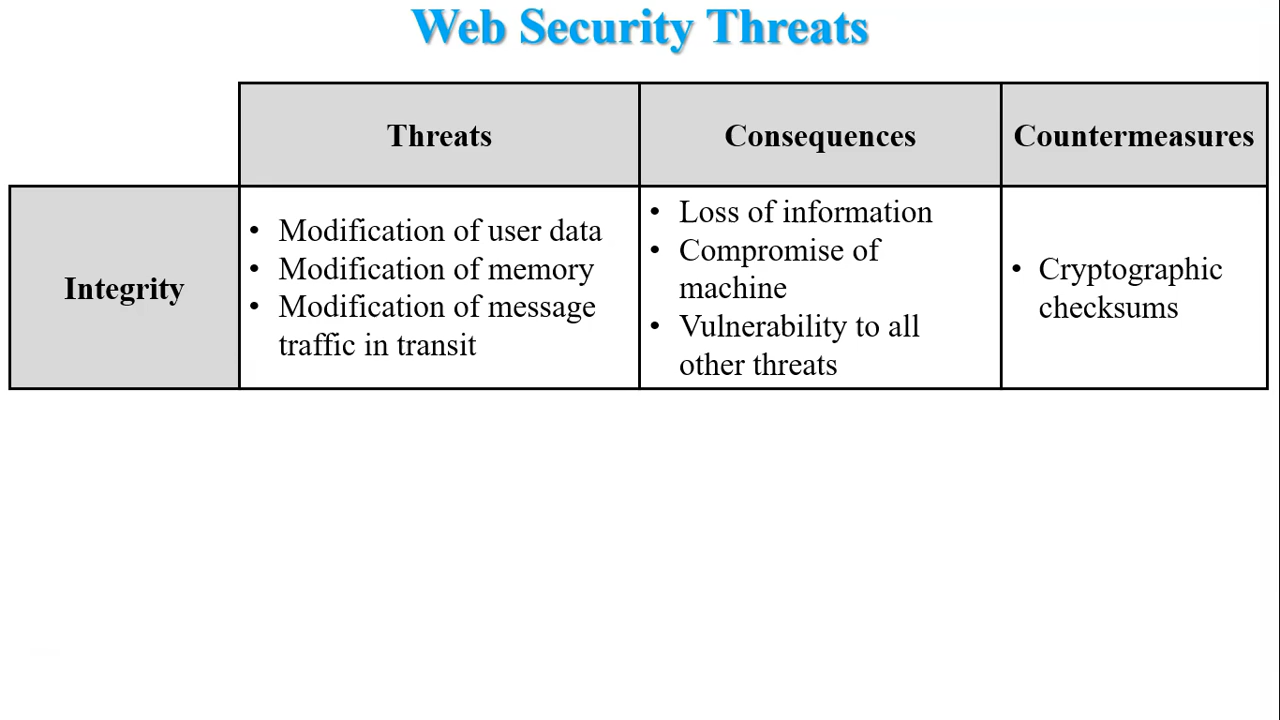 Web Security Threats
Threats
Consequences
Countermeasures
Integrity
• Modification of user data
• Modification of memory
• Modification of message
traffic in transit
• Loss of information
• Compromise of
machine
• Vulnerability to all
other threats
• Cryptographic
checksums